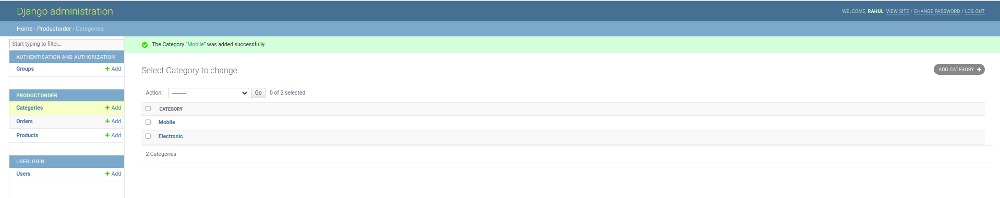 Django administration
WELCOME, RAHUL. VIEW SITE / CHANGE PASSWORD / LOG OUT
Home › Productorder › Categories
Start typing to filter...
The Category “Mobile” was added successfully.
AUTHENTICATION AND AUTHORIZATION
Groups + Add
Select Category to change
ADD CATEGORY +
PRODUCTORDER
Action: --------- Go 0 of 2 selected
Categories + Add
CATEGORY
Orders + Add
Mobile
Products + Add
Electronic
2 Categories
USERLOGIN
Users + Add